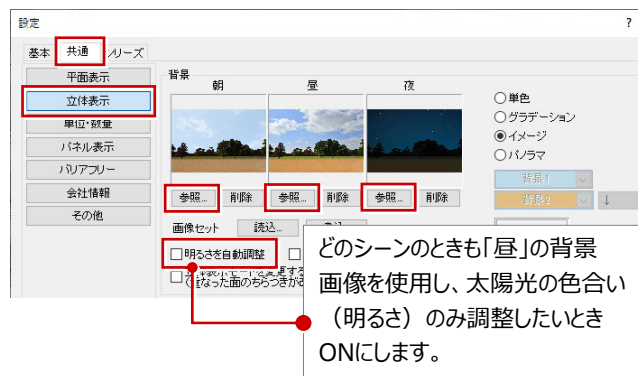 設定 ?
基本 共通 シリーズ
平面表示
立体表示
単位・数量
パネル表示
バリアフリー
会社情報
その他
背景
朝 昼 夜
参照... 削除 参照... 削除 参照... 削除
画像セット 読込...
明るさを自動調整
○単色
○グラデーション
◉イメージ
○パノラマ
背景1
背景2 ↓
どのシーンのときも「昼」の背景
画像を使用し、太陽光の色合い
（明るさ）のみ調整したいとき
ONにします。